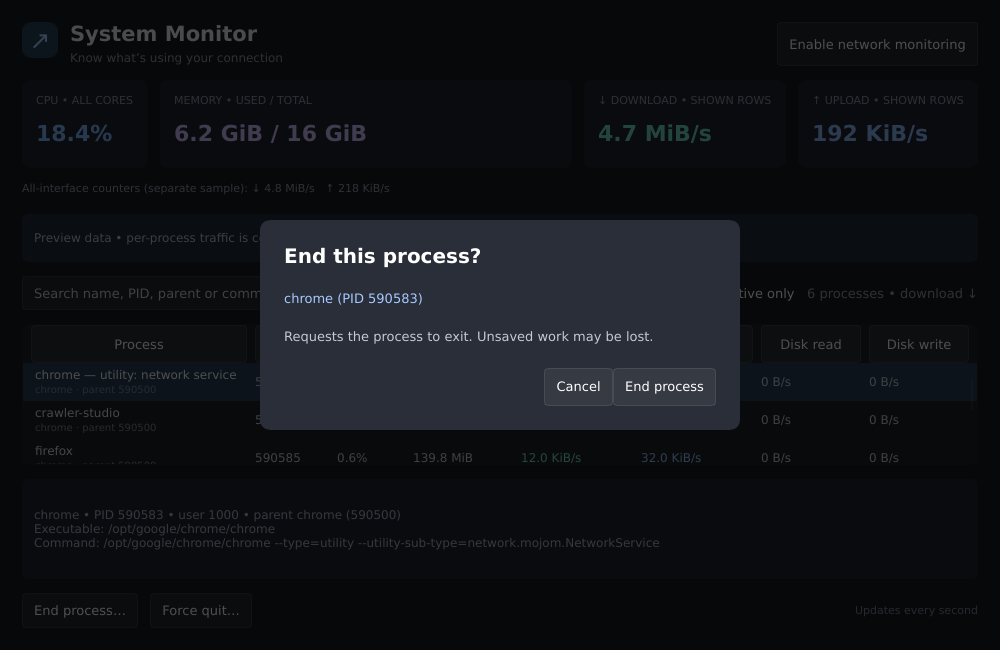 System Monitor
Know what's using your connection
Enable network monitoring
CPU • ALL CORES
18.4%
MEMORY • USED / TOTAL
6.2 GiB / 16 GiB
↓ DOWNLOAD • SHOWN ROWS
4.7 MiB/s
↑ UPLOAD • SHOWN ROWS
192 KiB/s
All-interface counters (separate sample): ↓ 4.8 MiB/s ↑ 218 KiB/s
Preview data • per-process traffic is
End this process?
chrome (PID 590583)
Requests the process to exit. Unsaved work may be lost.
Cancel
End process
Search name, PID, parent or
only 6 processes • download ↓
Process
Disk read
Disk write
chrome — utility: network service
chrome · parent 590500
0 B/s
0 B/s
crawler-studio
chrome · parent 590500
0 B/s
0 B/s
firefox
590585 0.6% 139.8 MiB 12.0 KiB/s 32.0 KiB/s 0 B/s 0 B/s
chrome • PID 590583 • user 1000 • parent chrome (590500)
Executable: /opt/google/chrome/chrome
Command: /opt/google/chrome/chrome --type=utility --utility-sub-type=network.mojom.NetworkService
End process...
Force quit...
Updates every second